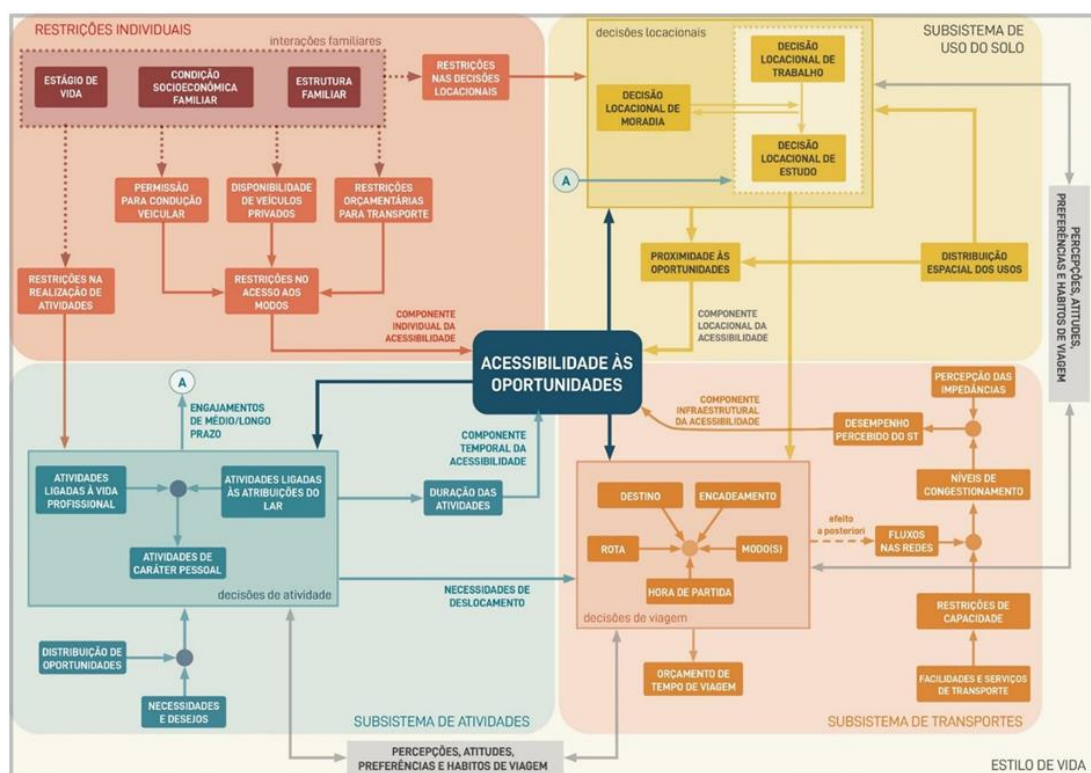 RESTRIÇÕES INDIVIDUAIS
interações familiares
ESTÁGIO DE
VIDA
CONDIÇÃO
SOCIOECONÔMICA
FAMILIAR
ESTRUTURA
FAMILIAR
RESTRIÇÕES
NAS DECISÕES
LOCACIONAIS
PERMISSÃO
PARA CONDUÇÃO
VEICULAR
DISPONIBILIDADE
DE VEÍCULOS
PRIVADOS
RESTRIÇÕES
ORÇAMENTÁRIAS
PARA TRANSPORTE
RESTRIÇÕES NA
REALIZAÇÃO DE
ATIVIDADES
RESTRIÇÕES NO
ACESSO AOS
MODOS
COMPONENTE
INDIVIDUAL DA
ACESSIBILIDADE
decisões locacionais
SUBSISTEMA DE
USO DO SOLO
DECISÃO
LOCACIONAL DE
TRABALHO
DECISÃO
LOCACIONAL DE
MORADIA
DECISÃO
LOCACIONAL DE
ESTUDO
A
PROXIMIDADE ÀS
OPORTUNIDADES
DISTRIBUIÇÃO
ESPACIAL DOS USOS
COMPONENTE
LOCACIONAL DA
ACESSIBILIDADE
PERCEPÇÕES, ATITUDES,
PREFERÊNCIAS E HABITOS DE VIAGEM
ACESSIBILIDADE ÀS
OPORTUNIDADES
A
ENGAJAMENTOS
DE MÉDIO/LONGO
PRAZO
COMPONENTE
TEMPORAL DA
ACESSIBILIDADE
ATIVIDADES
LIGADAS À VIDA
PROFISSIONAL
ATIVIDADES LIGADAS
ÀS ATRIBUIÇÕES DO
LAR
DURAÇÃO DAS
ATIVIDADES
ATIVIDADES DE
CARÁTER PESSOAL
decisões de atividade
NECESSIDADES DE
DESLOCAMENTO
DISTRIBUIÇÃO DE
OPORTUNIDADES
NECESSIDADES
E DESEJOS
SUBSISTEMA DE ATIVIDADES
COMPONENTE
INFRAESTRUTURAL
DA ACESSIBILIDADE
PERCEPÇÃO DAS
IMPEDÂNCIAS
DESEMPENHO
PERCEBIDO DO ST
NÍVEIS DE
CONGESTIONAMENTO
DESTINO
ENCADEAMENTO
ROTA
MODO(S)
HORA DE PARTIDA
decisões de viagem
efeito
a posteriori
FLUXOS
NAS REDES
RESTRIÇÕES DE
CAPACIDADE
FACILIDADES E SERVIÇOS
DE TRANSPORTE
ORÇAMENTO DE
TEMPO DE VIAGEM
SUBSISTEMA DE TRANSPORTES
PERCEPÇÕES, ATITUDES,
PREFERÊNCIAS E HABITOS DE VIAGEM
ESTILO DE VIDA